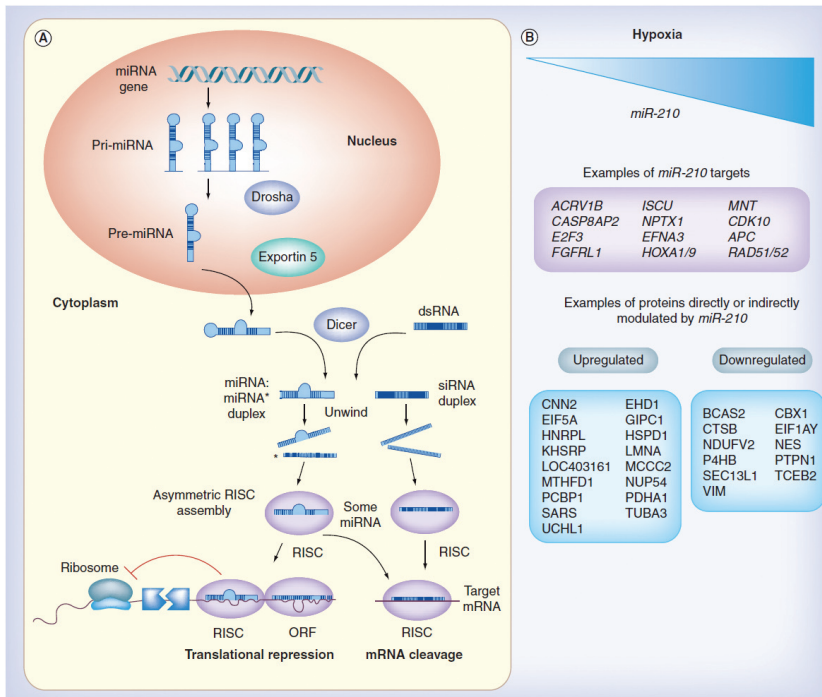 A
miRNA
gene
Pri-miRNA
Nucleus
Drosha
Pre-miRNA
Exportin 5
Cytoplasm
Dicer
dsRNA
miRNA:
miRNA*
duplex
Unwind
siRNA
duplex
*
Asymmetric RISC
assembly
Some
miRNA
RISC
RISC
Ribosome
Target
mRNA
RISC
ORF
RISC
Translational repression
mRNA cleavage
B
Hypoxia
miR-210
Examples of miR-210 targets
ACRV1B ISCU MNT
CASP8AP2 NPTX1 CDK10
E2F3 EFNA3 APC
FGFRL1 HOXA1/9 RAD51/52
Examples of proteins directly or indirectly
modulated by miR-210
Upregulated
CNN2 EHD1
EIF5A GIPC1
HNRPL HSPD1
KHSRP LMNA
LOC403161 MCCC2
MTHFD1 NUP54
PCBP1 PDHA1
SARS TUBA3
UCHL1
Downregulated
BCAS2 CBX1
CTSB EIF1AY
NDUFV2 NES
P4HB PTPN1
SEC13L1 TCEB2
VIM